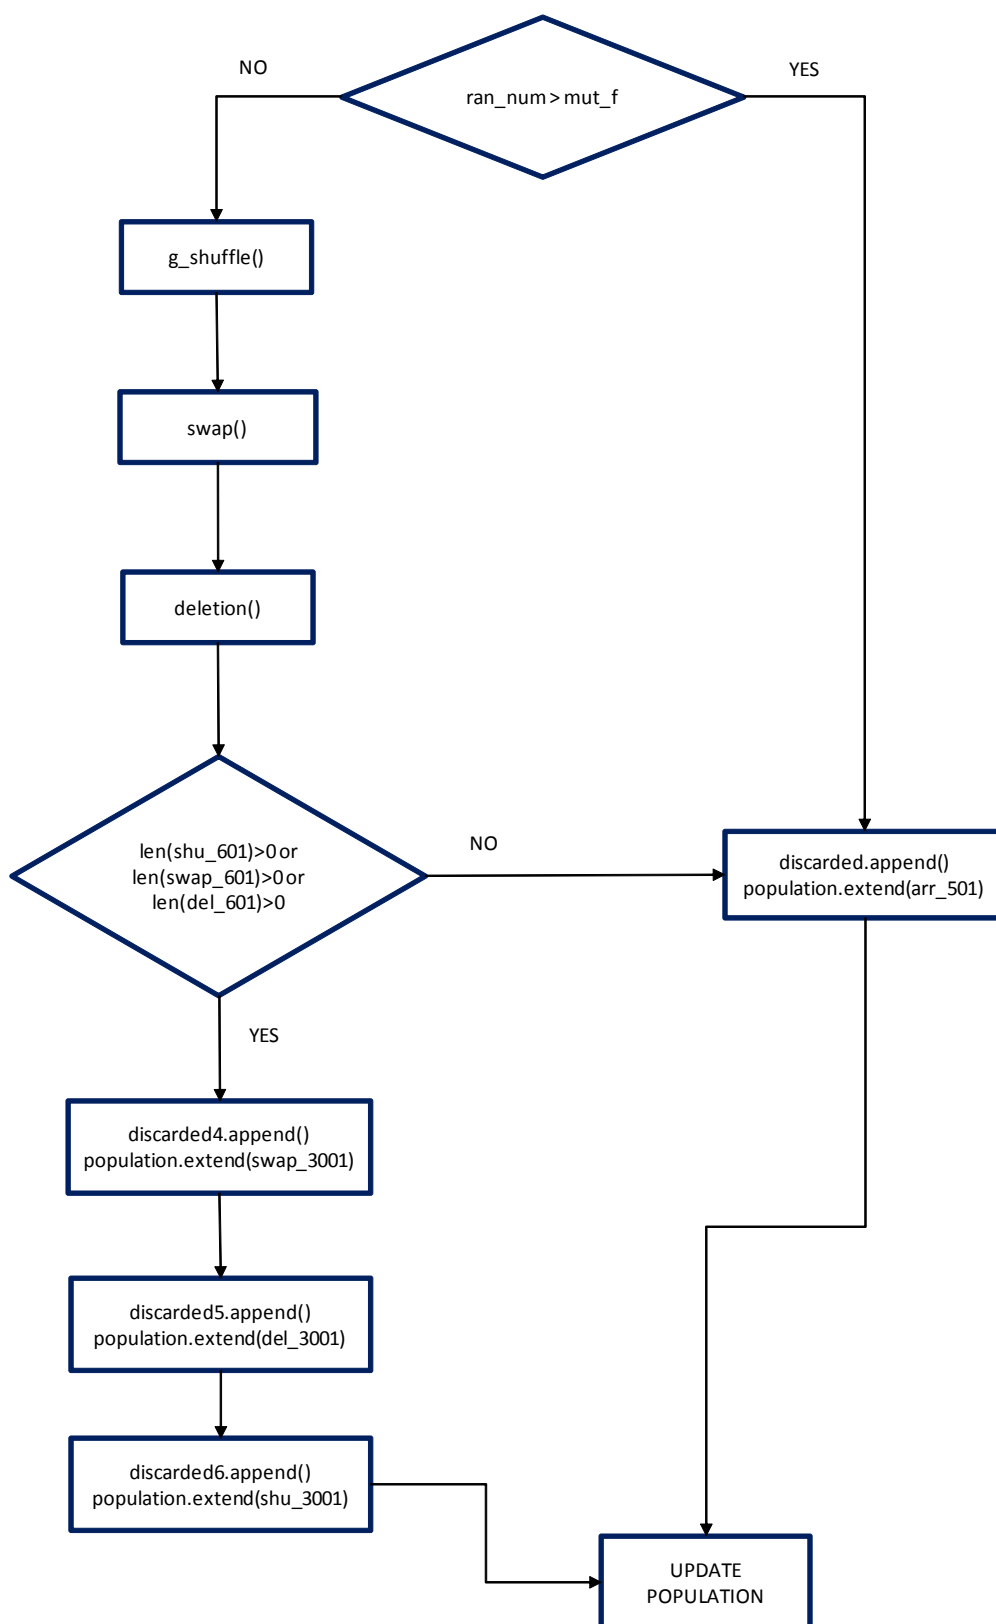 NO
YES
ran_num > mut_f
g_shuffle()
swap()
deletion()
len(shu_601)>0 or
len(swap_601)>0 or
len(del_601)>0
NO
discarded.append()
population.extend(arr_501)
YES
discarded4.append()
population.extend(swap_3001)
discarded5.append()
population.extend(del_3001)
discarded6.append()
population.extend(shu_3001)
UPDATE
POPULATION